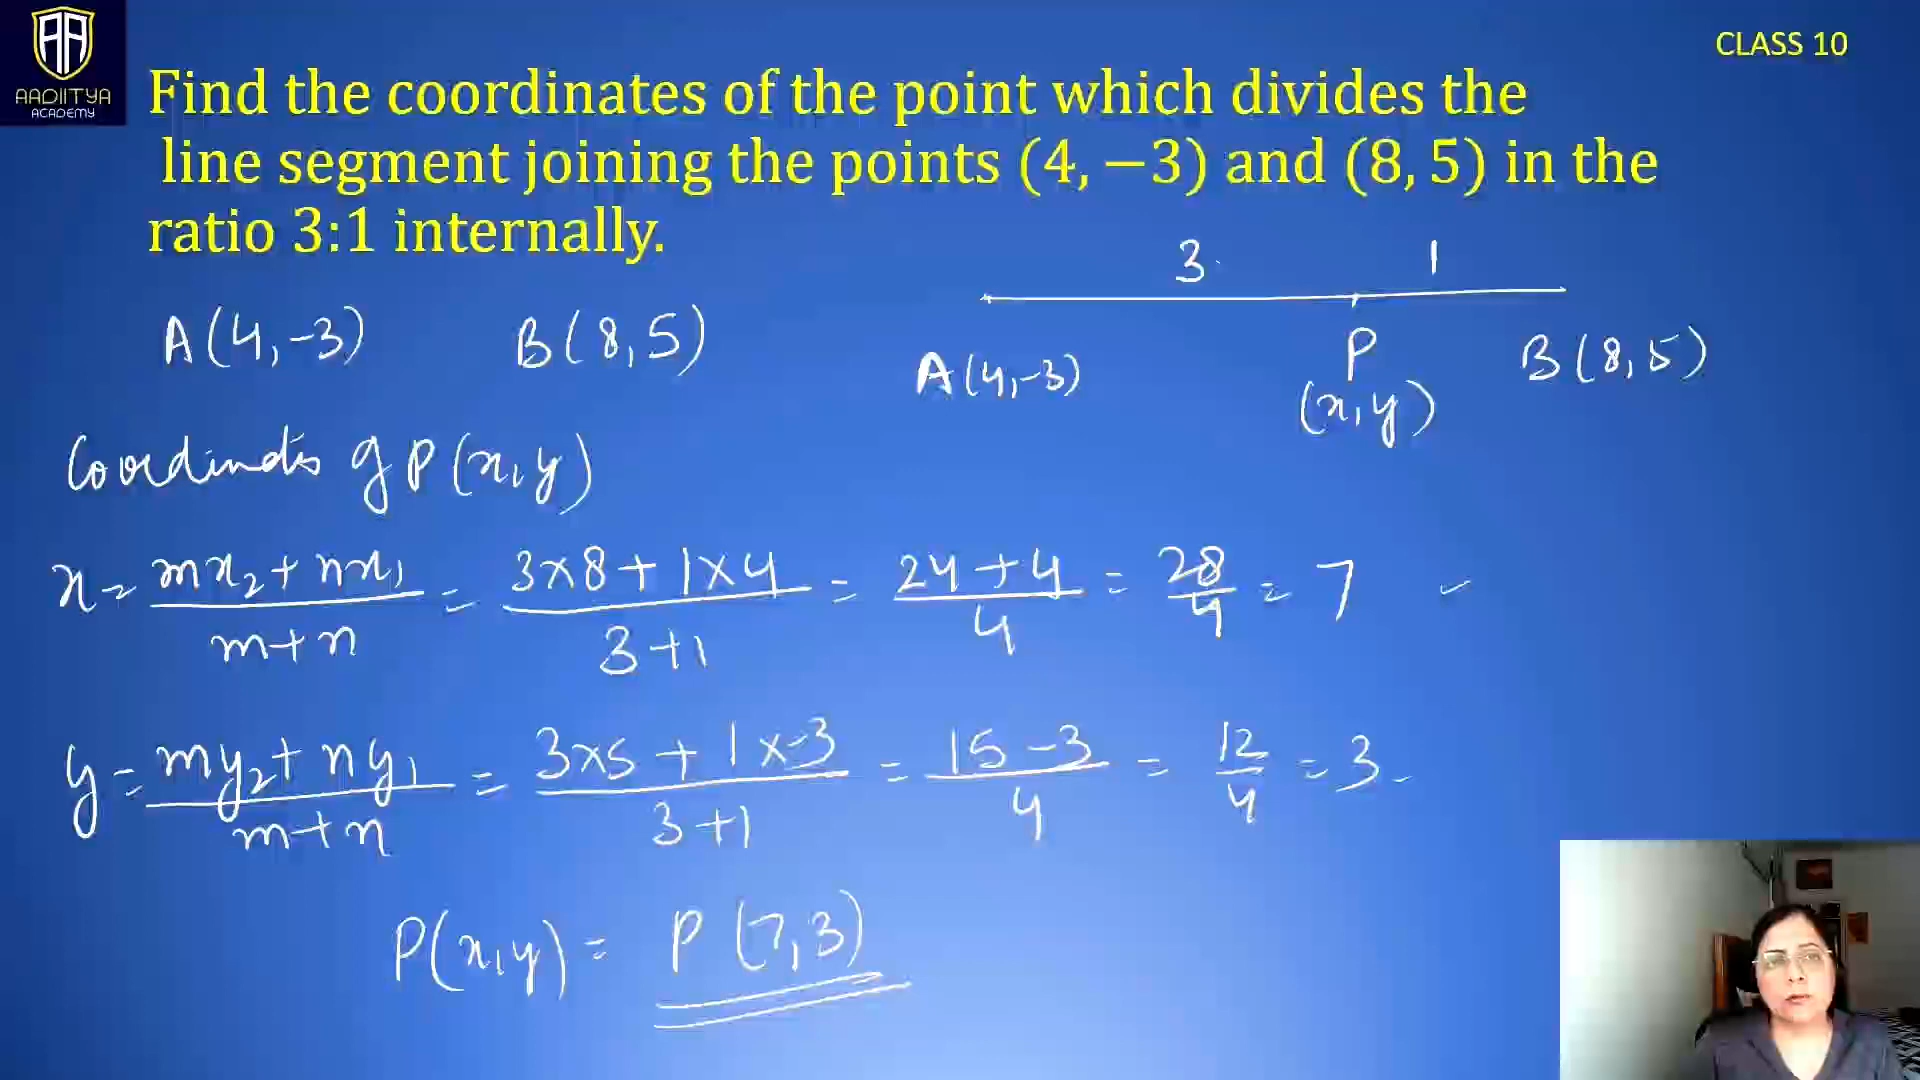 AADIITYA
ACADEMY
CLASS 10
Find the coordinates of the point which divides the
line segment joining the points (4, −3) and (8, 5) in the
ratio 3:1 internally.
3 1
A(4,-3) B(8,5)
A(4,-3) P B(8,5)
(x,y)
Coordinates of P(x,y)
x = mx₂ + nx₁ / m+n = 3×8 + 1×4 / 3+1 = 24+4 / 4 = 28/4 = 7
y = my₂ + ny₁ / m+n = 3×5 + 1×-3 / 3+1 = 15-3 / 4 = 12/4 = 3
P(x,y) = P(7,3)